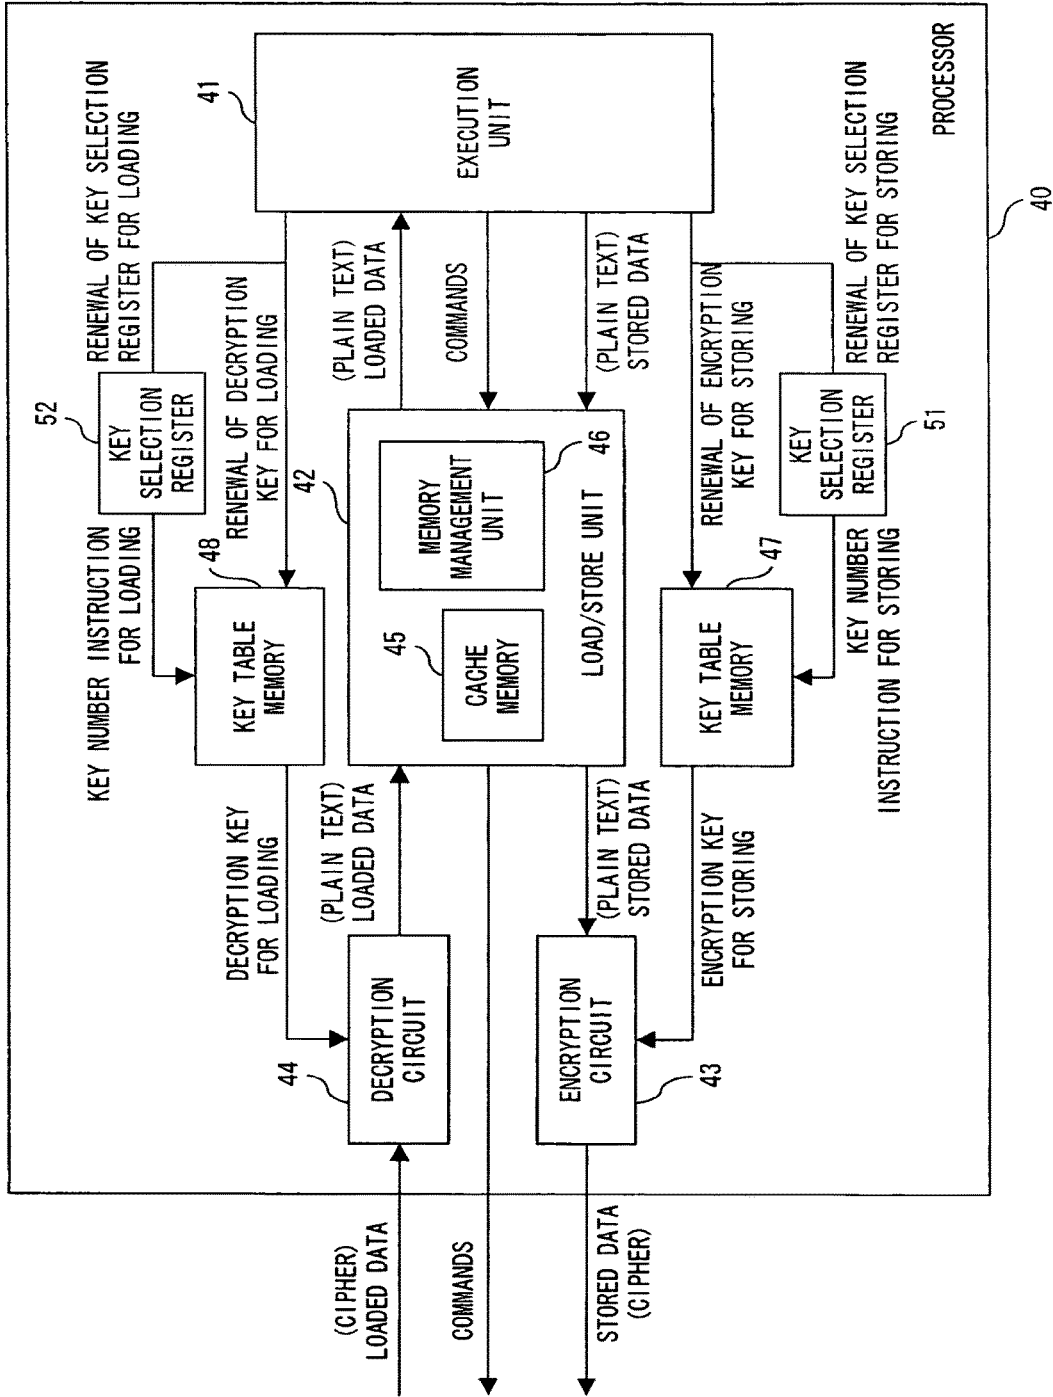 PROCESSOR
40
41
EXECUTION
UNIT
RENEWAL OF KEY SELECTION
REGISTER FOR LOADING
52
KEY
SELECTION
REGISTER
KEY NUMBER INSTRUCTION
FOR LOADING
RENEWAL OF DECRYPTION
KEY FOR LOADING
48
KEY TABLE
MEMORY
DECRYPTION KEY
FOR LOADING
(PLAIN TEXT)
LOADED DATA
COMMANDS
(PLAIN TEXT)
STORED DATA
42
MEMORY
MANAGEMENT
UNIT
46
45
CACHE
MEMORY
LOAD/STORE UNIT
(PLAIN TEXT)
LOADED DATA
(PLAIN TEXT)
STORED DATA
44
DECRYPTION
CIRCUIT
ENCRYPTION
CIRCUIT
43
(CIPHER)
LOADED DATA
COMMANDS
STORED DATA
(CIPHER)
RENEWAL OF ENCRYPTION
KEY FOR STORING
47
KEY TABLE
MEMORY
ENCRYPTION KEY
FOR STORING
RENEWAL OF KEY SELECTION
REGISTER FOR STORING
51
KEY
SELECTION
REGISTER
KEY NUMBER
INSTRUCTION FOR STORING